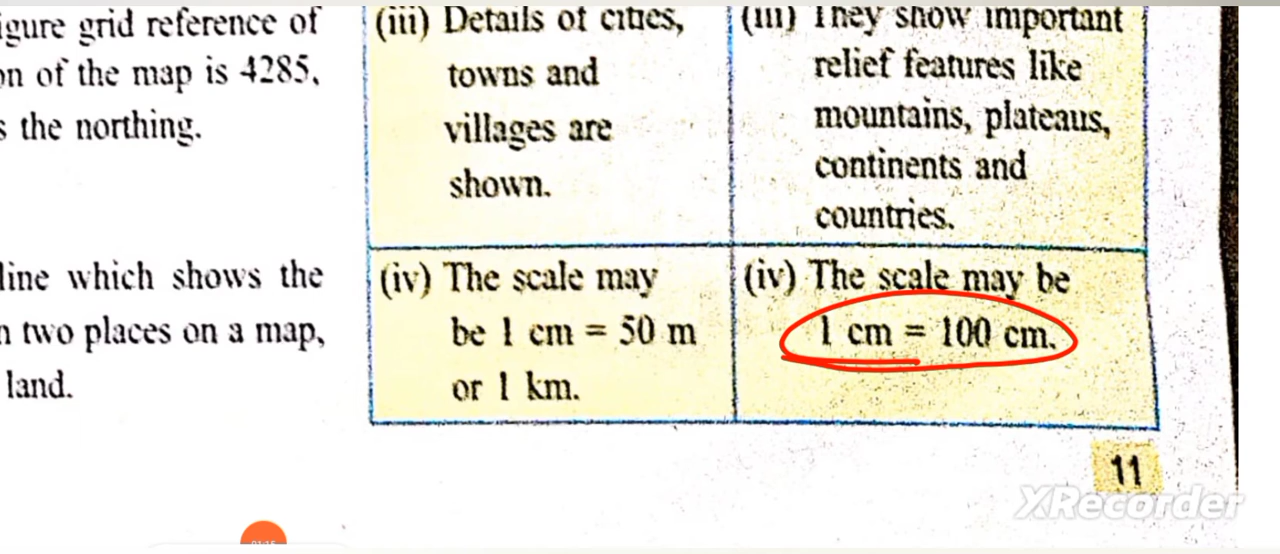 igure grid reference of
on of the map is 4285,
s the northing.
line which shows the
n two places on a map,
land.
(iii) Details of cities,
towns and
villages are
shown.
(iii) They show important
relief features like
mountains, plateaus,
continents and
countries.
(iv) The scale may
be 1 cm = 50 m
or 1 km.
(iv) The scale may be
1 cm = 100 cm.
11
XRecorder
01:15